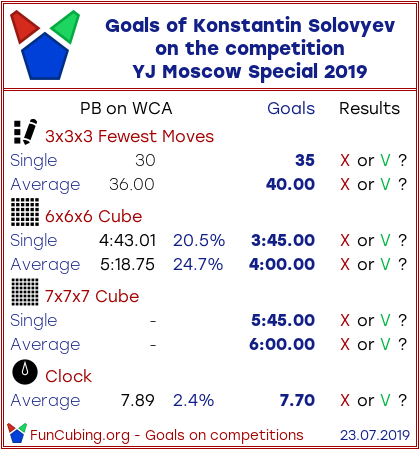 Goals of Konstantin Solovyev
on the competition
YJ Moscow Special 2019
PB on WCA Goals Results
3x3x3 Fewest Moves
Single 30 35 X or V ?
Average 36.00 40.00 X or V ?
6x6x6 Cube
Single 4:43.01 20.5% 3:45.00 X or V ?
Average 5:18.75 24.7% 4:00.00 X or V ?
7x7x7 Cube
Single - 5:45.00 X or V ?
Average - 6:00.00 X or V ?
Clock
Average 7.89 2.4% 7.70 X or V ?
FunCubing.org - Goals on competitions 23.07.2019